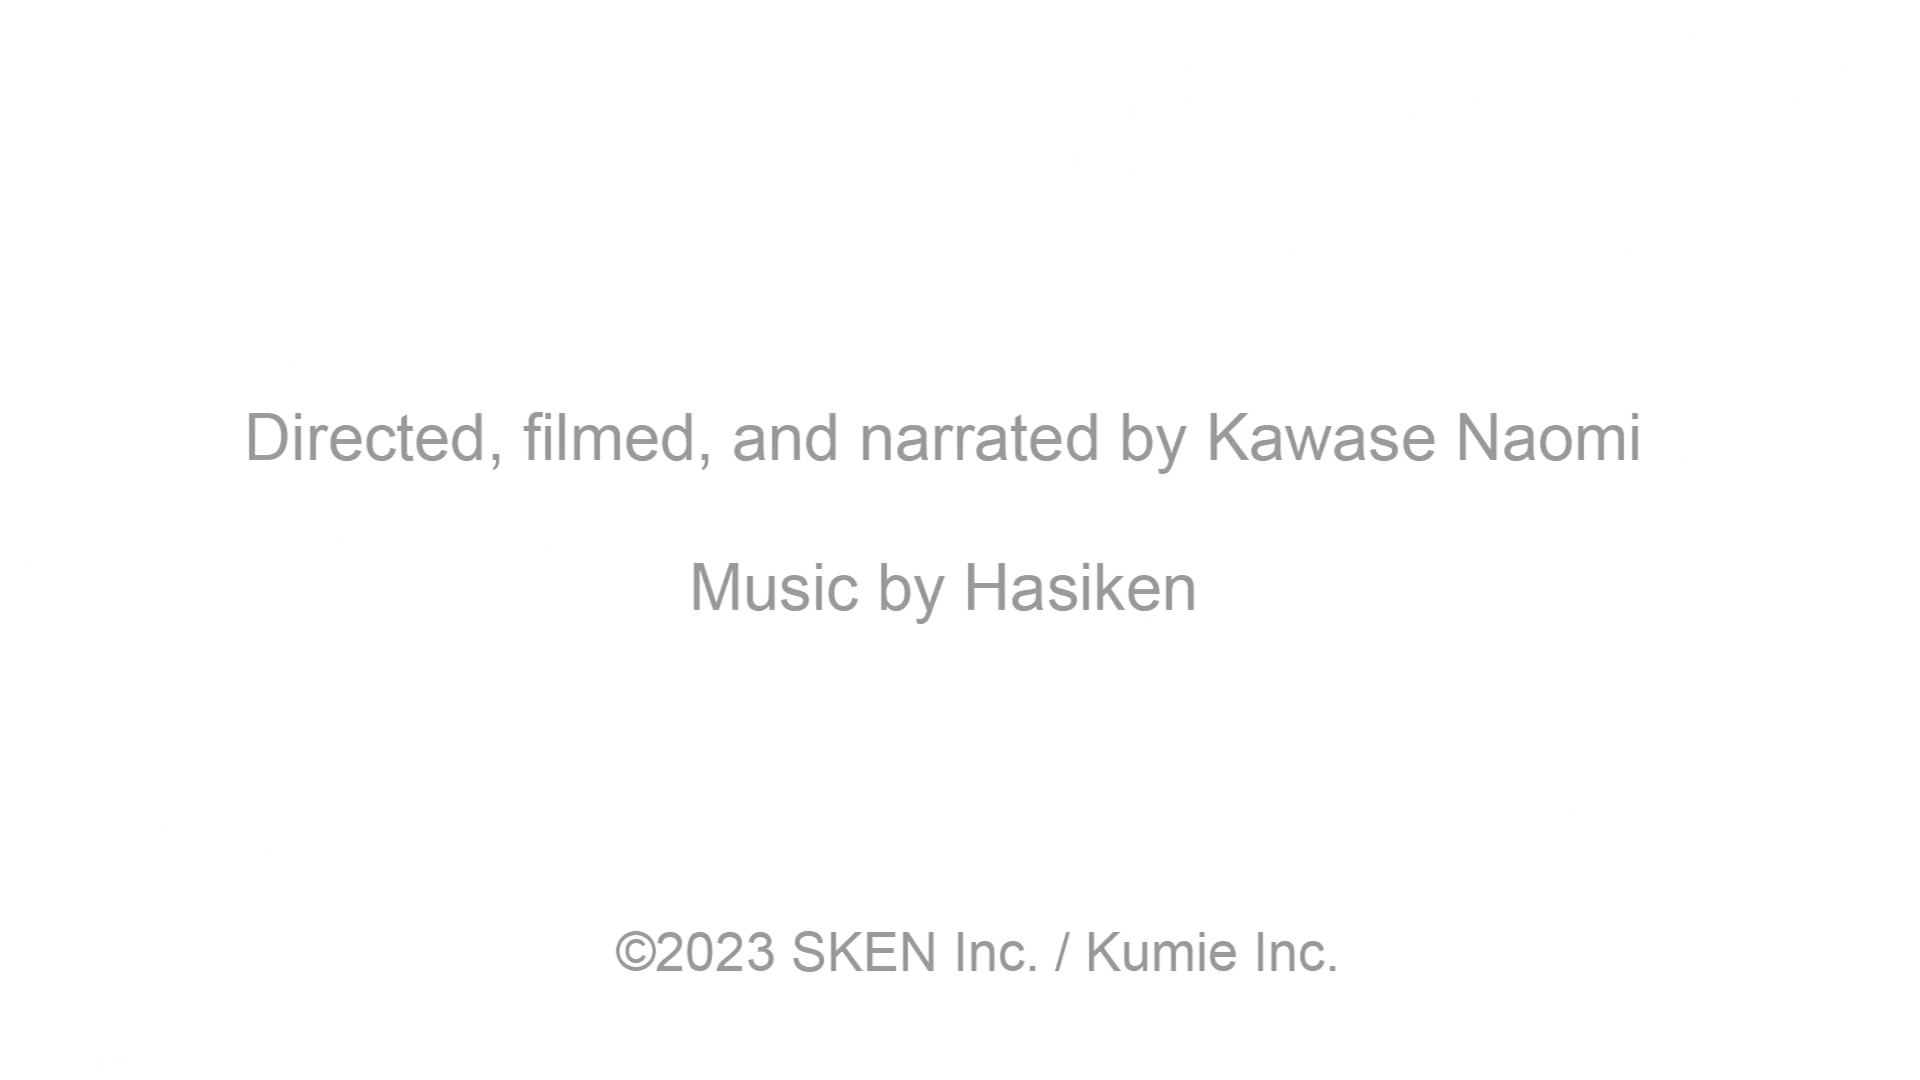 Directed, filmed, and narrated by Kawase Naomi
Music by Hasiken
©2023 SKEN Inc. / Kumie Inc.